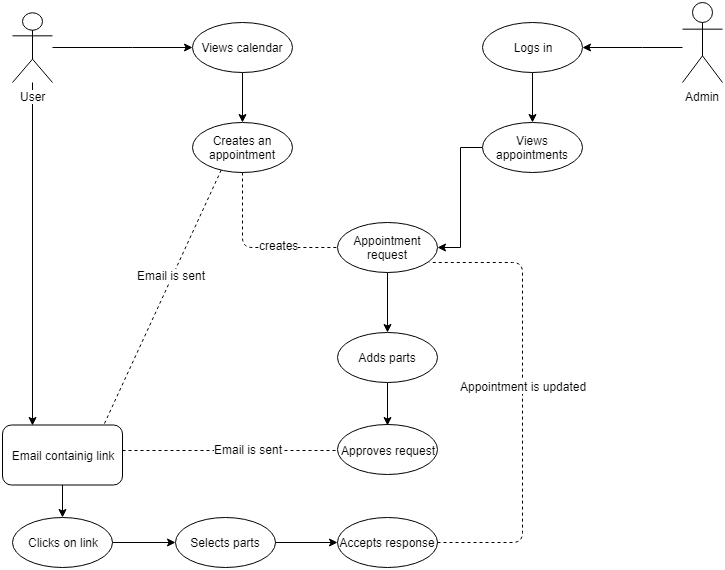 Views calendar
Logs in
User
Admin
Creates an
appointment
Views
appointments
Appointment
request
creates
Email is sent
Adds parts
Appointment is updated
Email containig link
Email is sent
Approves request
Clicks on link
Selects parts
Accepts response